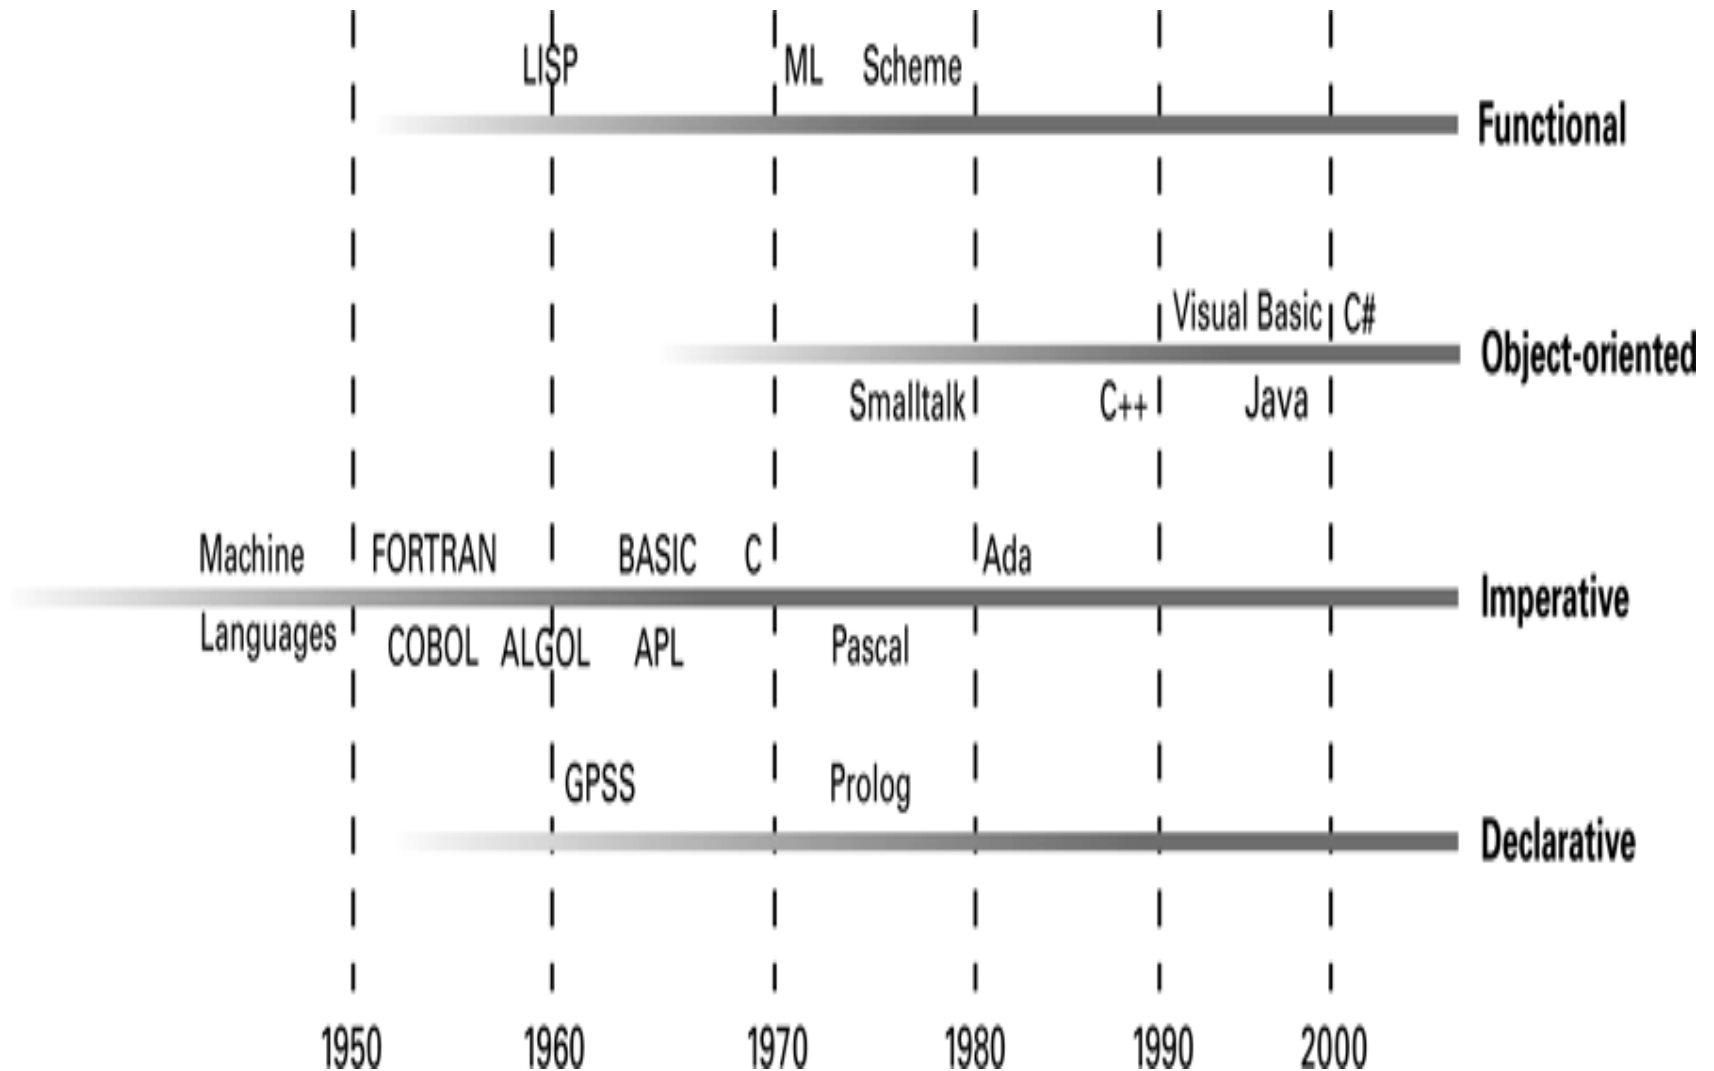 LISP ML Scheme
Functional
Visual Basic C#
Object-oriented
Smalltalk C++ Java
Machine FORTRAN BASIC C Ada
Imperative
Languages COBOL ALGOL APL Pascal
GPSS Prolog
Declarative
1950 1960 1970 1980 1990 2000